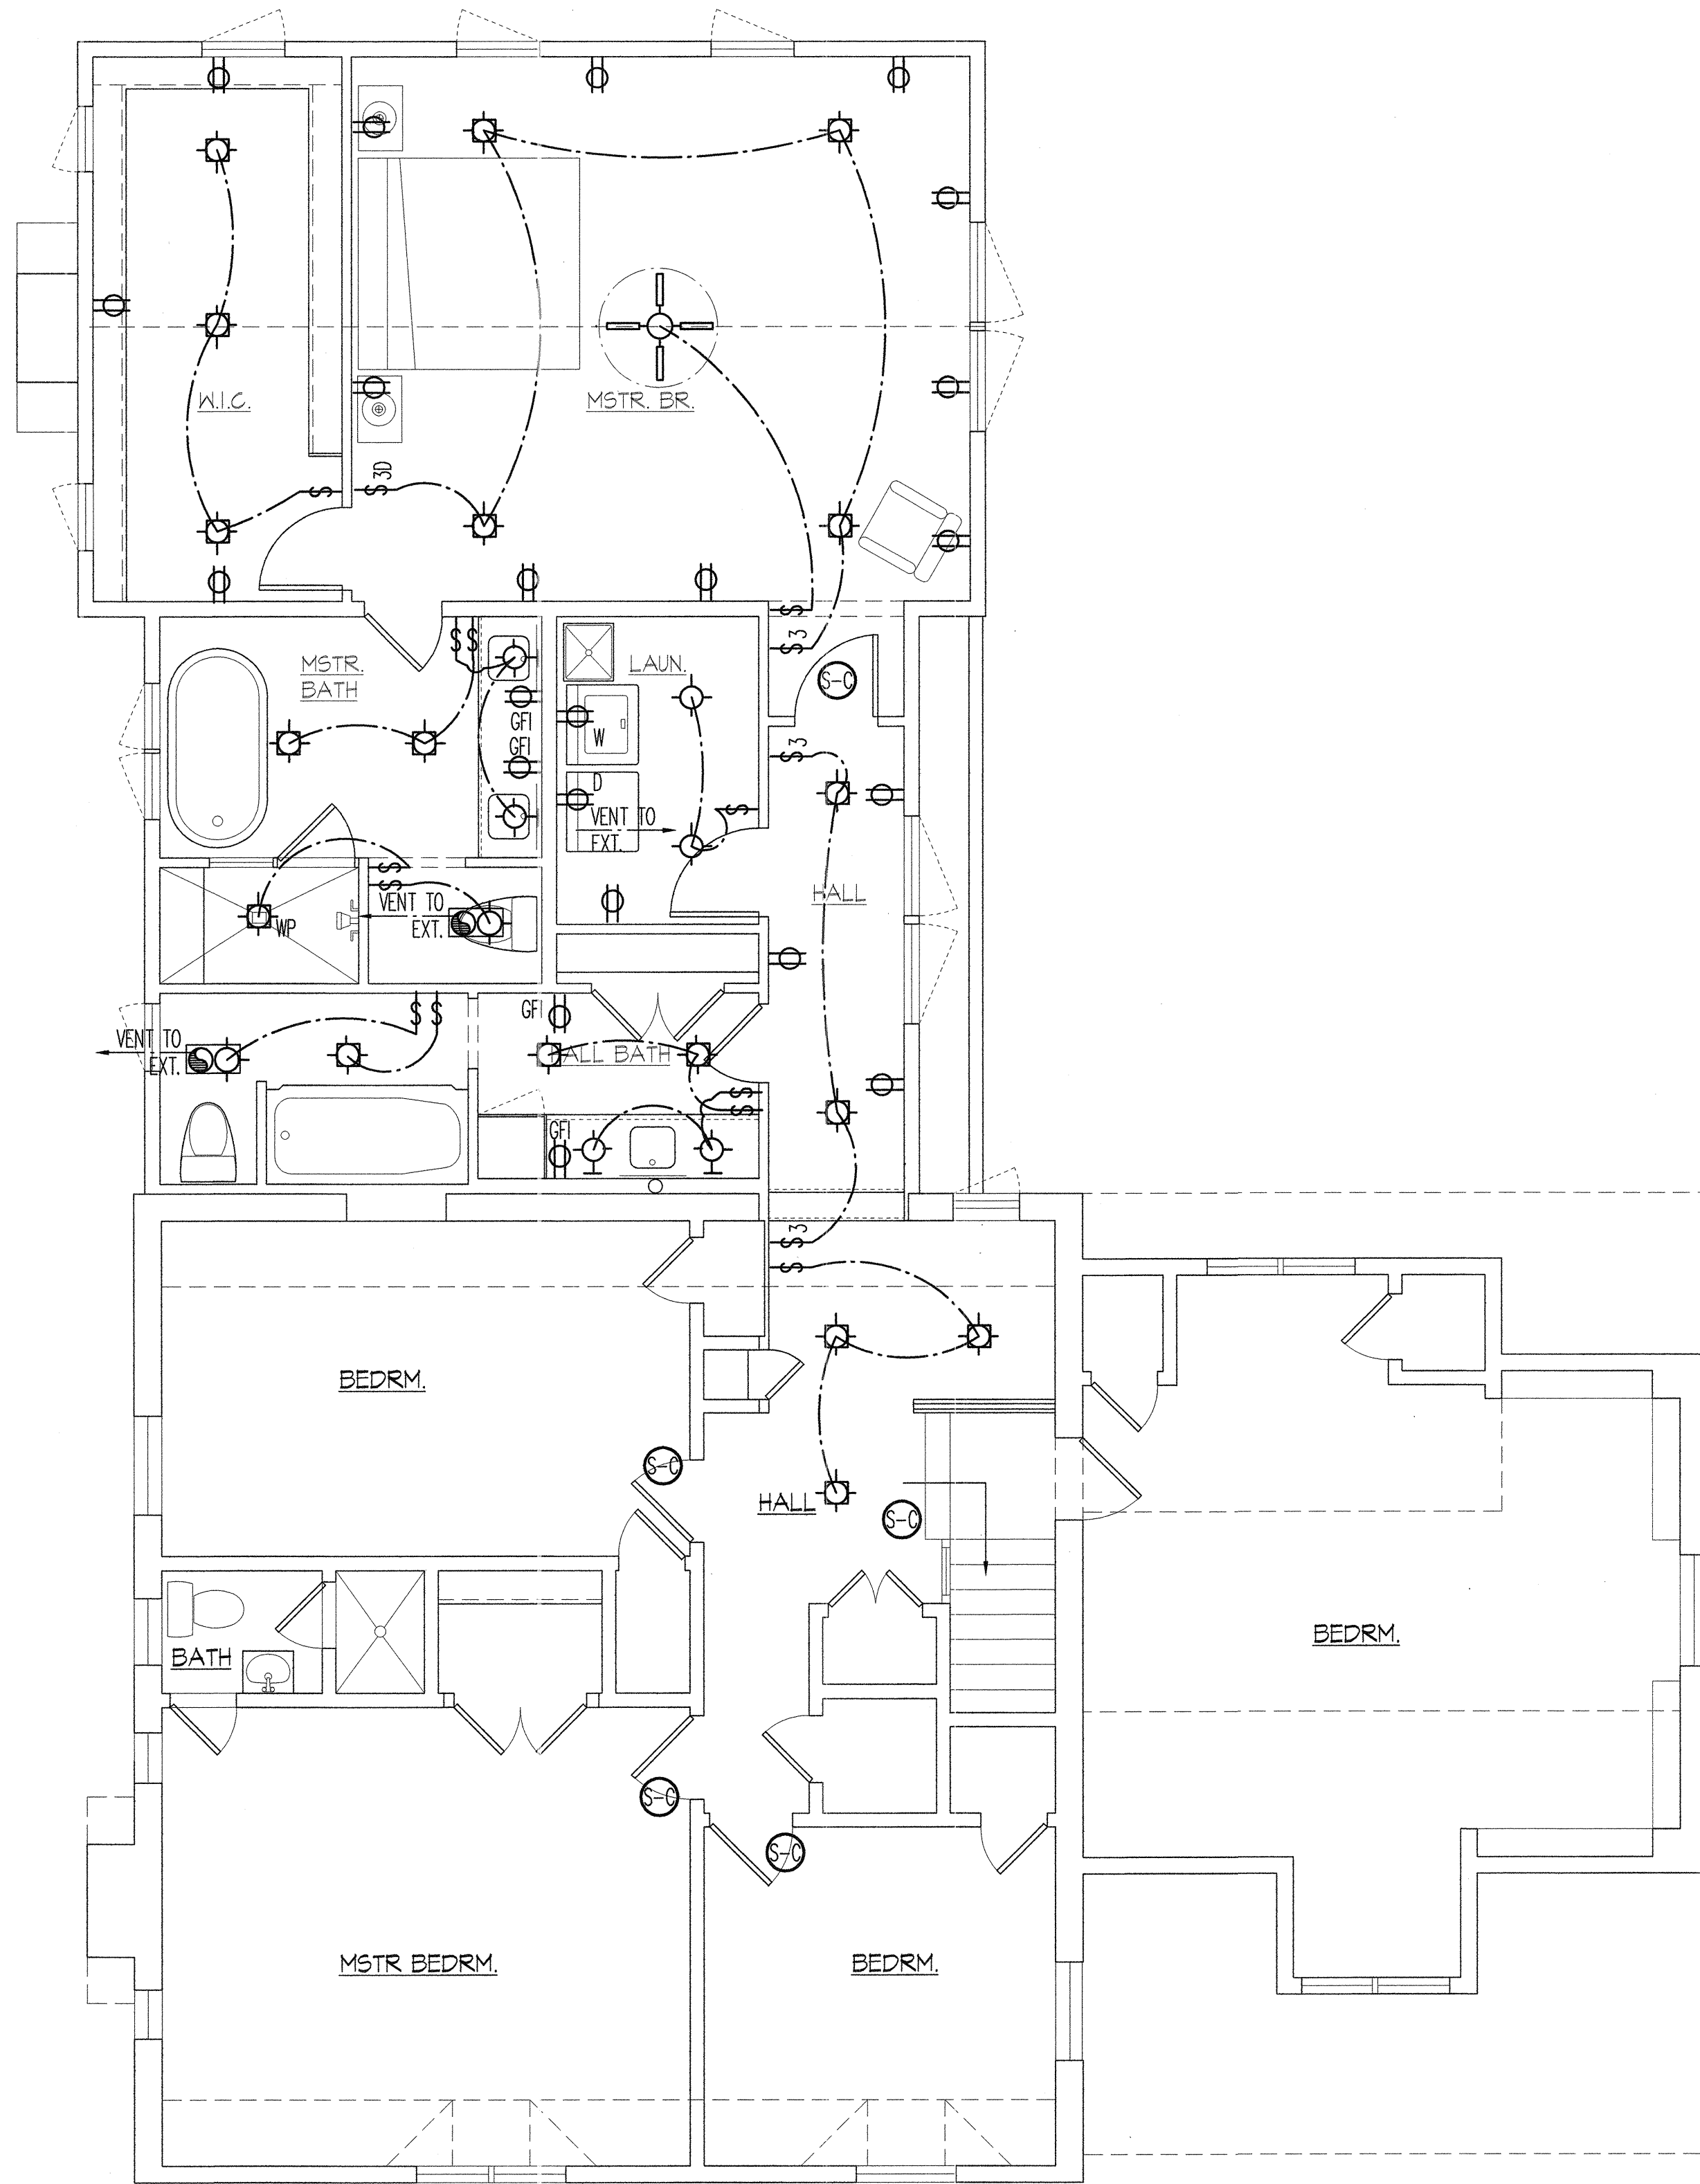 W.I.C.
MSTR. BR.
S
S 3D
S
S 3
S S
MSTR.
BATH
LAUN.
S-C
GFI
GFI
W
S 3
D
VENT TO
EXT.
S
HALL
S
S
VENT TO
EXT.
WP
GFI
S S
VENT TO
EXT.
HALL BATH
S
S
GFI
S 3
S
BEDRM.
S-C
HALL
S-C
BATH
BEDRM.
S-C
S-C
MSTR BEDRM.
BEDRM.